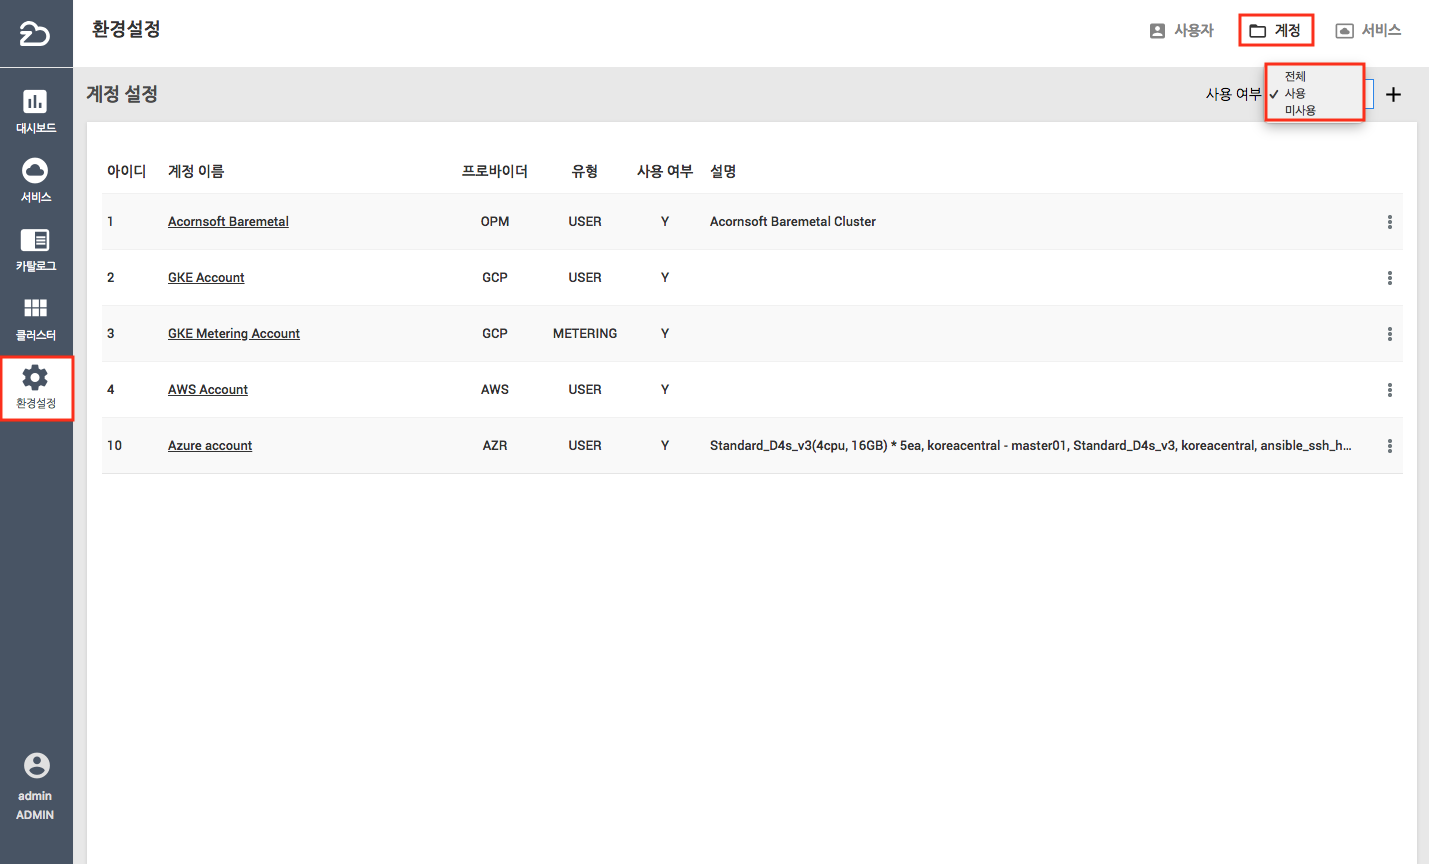 환경설정
사용자
계정
서비스
대시보드
서비스
카탈로그
클러스터
환경설정
admin
ADMIN
계정 설정
사용 여부
전체
✓ 사용
미사용
+
아이디 계정 이름 프로바이더 유형 사용 여부 설명
1 Acornsoft Baremetal OPM USER Y Acornsoft Baremetal Cluster
2 GKE Account GCP USER Y
3 GKE Metering Account GCP METERING Y
4 AWS Account AWS USER Y
10 Azure account AZR USER Y Standard_D4s_v3(4cpu, 16GB) * 5ea, koreacentral - master01, Standard_D4s_v3, koreacentral, ansible_ssh_h...